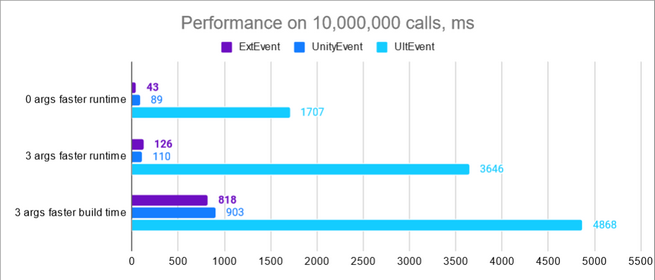 Performance on 10,000,000 calls, ms
ExtEvent UnityEvent UltEvent
0 args faster runtime 43
89
1707
3 args faster runtime 126
110
3646
3 args faster build time 818
903
4868
0 500 1000 1500 2000 2500 3000 3500 4000 4500 5000 5500